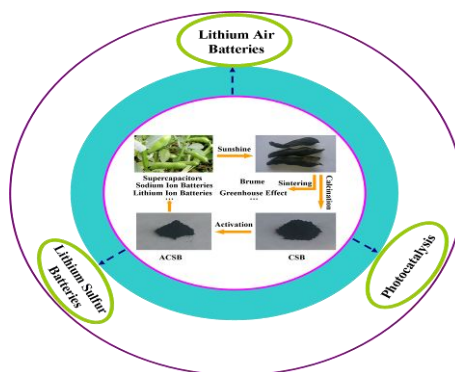 Lithium Air
Batteries
Sunshine
Supercapacitors
Sodium Ion Batteries
Lithium Ion Batteries
...
Brume
Greenhouse Effect
...
Sintering
Calcination
Activation
ACSB
CSB
Lithium Sulfur
Batteries
Photocatalysis